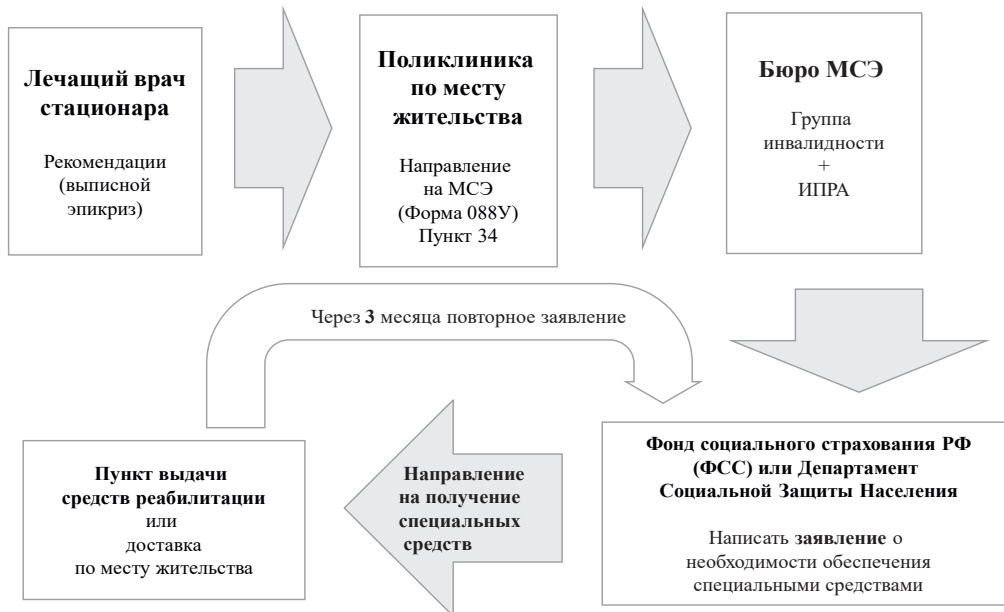 Лечащий врач
стационара
Рекомендации
(выписной
эпикриз)
Поликлиника
по месту
жительства
Направление
на МСЭ
(Форма 088У)
Пункт 34
Бюро МСЭ
Группа
инвалидности
+
ИПРА
Через 3 месяца повторное заявление
Фонд социального страхования РФ
(ФСС) или Департамент
Социальной Защиты Населения
Написать заявление о
необходимости обеспечения
специальными средствами
Направление
на получение
специальных
средств
Пункт выдачи
средств реабилитации
или
доставка
по месту жительства